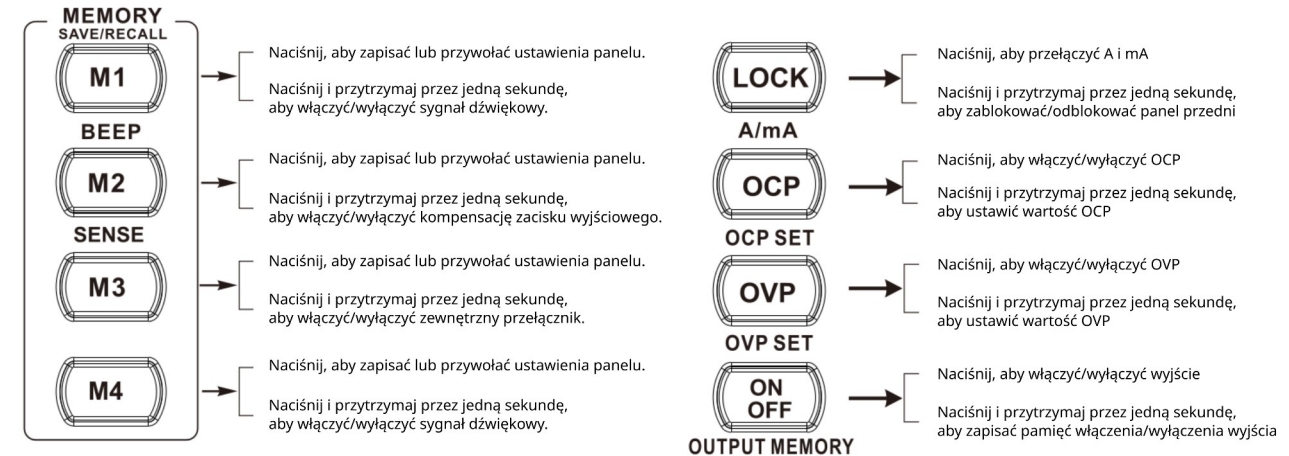 MEMORY
SAVE/RECALL
M1
Naciśnij, aby zapisać lub przywołać ustawienia panelu.
Naciśnij i przytrzymaj przez jedną sekundę,
aby włączyć/wyłączyć sygnał dźwiękowy.
BEEP
M2
Naciśnij, aby zapisać lub przywołać ustawienia panelu.
Naciśnij i przytrzymaj przez jedną sekundę,
aby włączyć/wyłączyć kompensację zacisku wyjściowego.
SENSE
M3
Naciśnij, aby zapisać lub przywołać ustawienia panelu.
Naciśnij i przytrzymaj przez jedną sekundę,
aby włączyć/wyłączyć zewnętrzny przełącznik.
M4
Naciśnij, aby zapisać lub przywołać ustawienia panelu.
Naciśnij i przytrzymaj przez jedną sekundę,
aby włączyć/wyłączyć sygnał dźwiękowy.
LOCK
Naciśnij, aby przełączyć A i mA
Naciśnij i przytrzymaj przez jedną sekundę,
aby zablokować/odblokować panel przedni
A/mA
OCP
Naciśnij, aby włączyć/wyłączyć OCP
Naciśnij i przytrzymaj przez jedną sekundę,
aby ustawić wartość OCP
OCP SET
OVP
Naciśnij, aby włączyć/wyłączyć OVP
Naciśnij i przytrzymaj przez jedną sekundę,
aby ustawić wartość OVP
OVP SET
ON
OFF
Naciśnij, aby włączyć/wyłączyć wyjście
Naciśnij i przytrzymaj przez jedną sekundę,
aby zapisać pamięć włączenia/wyłączenia wyjścia
OUTPUT MEMORY